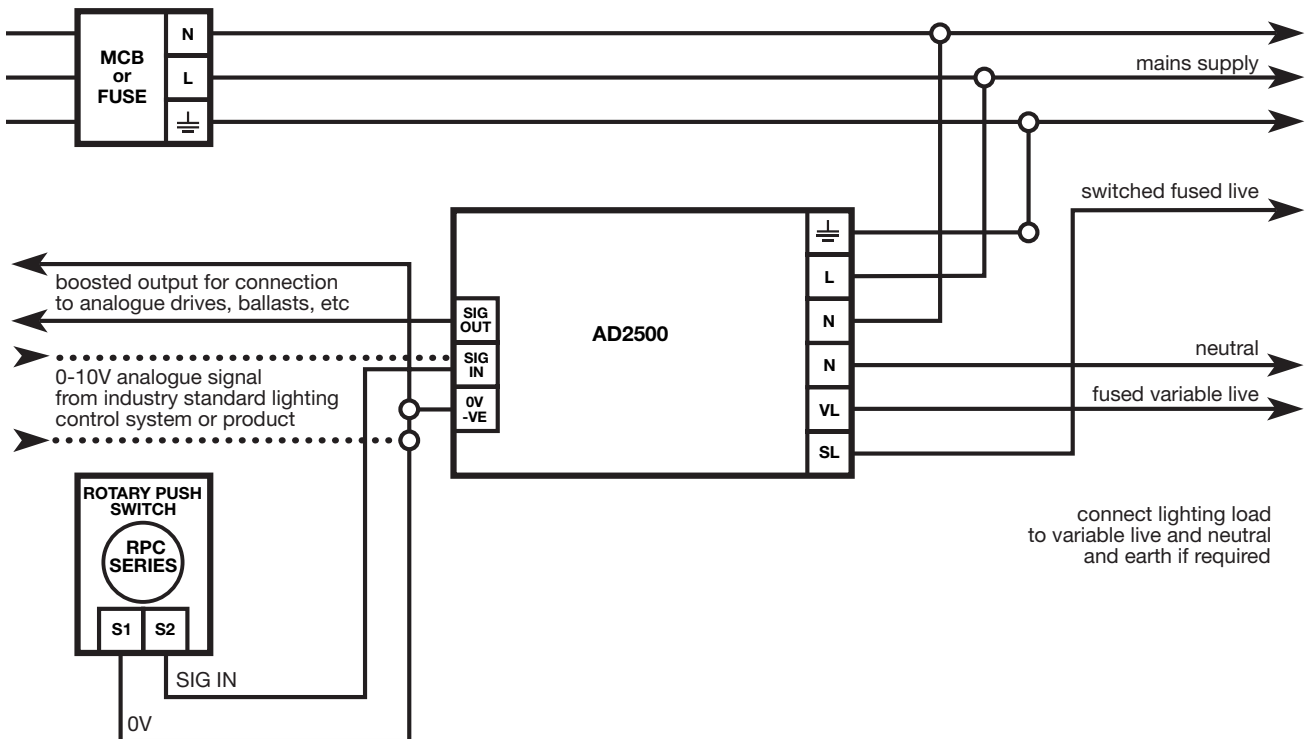 MCB
or
FUSE
N
L
mains supply
switched fused live
boosted output for connection
to analogue drives, ballasts, etc
SIG
OUT
SIG
IN
0V
-VE
AD2500
L
N
N
VL
SL
neutral
fused variable live
0-10V analogue signal
from industry standard lighting
control system or product
ROTARY PUSH
SWITCH
RPC
SERIES
S1
S2
SIG IN
0V
connect lighting load
to variable live and neutral
and earth if required